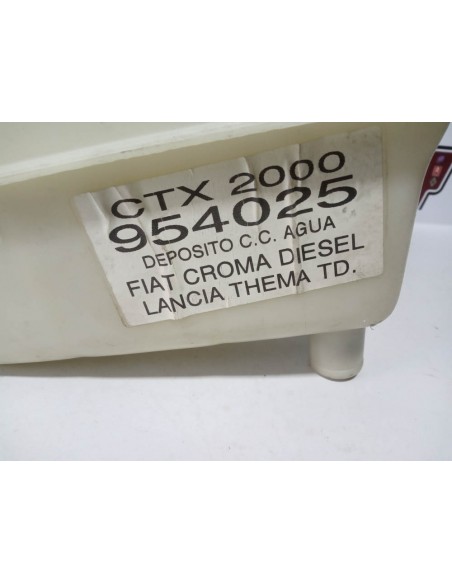 CTX 2000
954025
DEPOSITO C.C. AGUA
FIAT CROMA DIESEL
LANCIA THEMA TD.